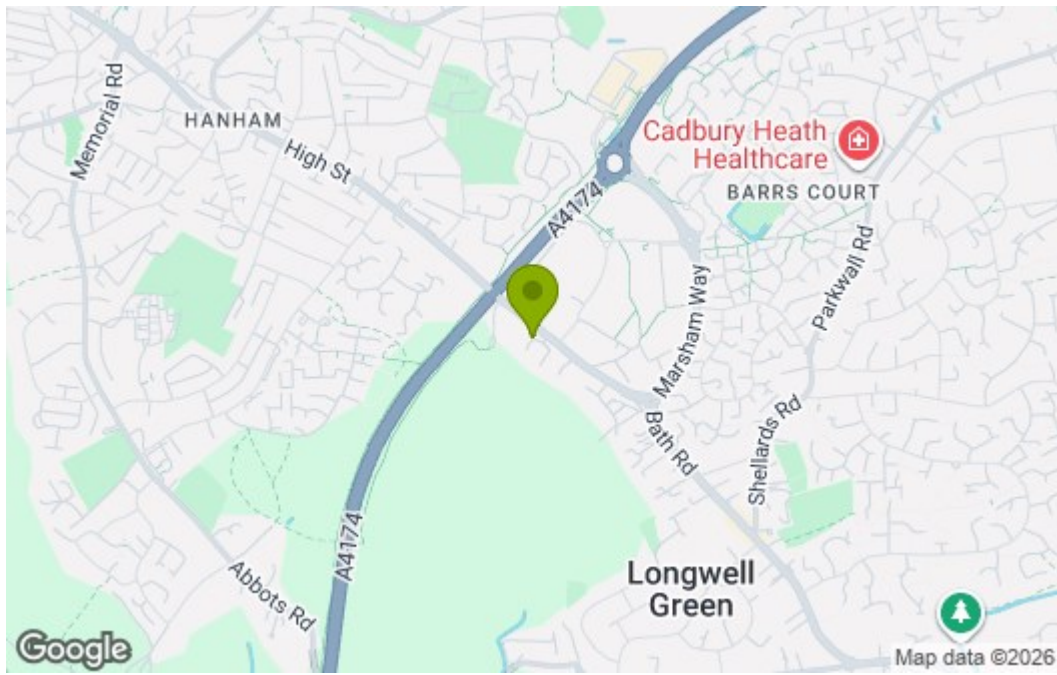 Memorial Rd
HANHAM
High St
A4174
Cadbury Heath
Healthcare
BARRS COURT
Marsham Way
Parkwall Rd
Bath Rd
Shellards Rd
A4174
Abbots Rd
Longwell
Green
Google
Map data ©2026